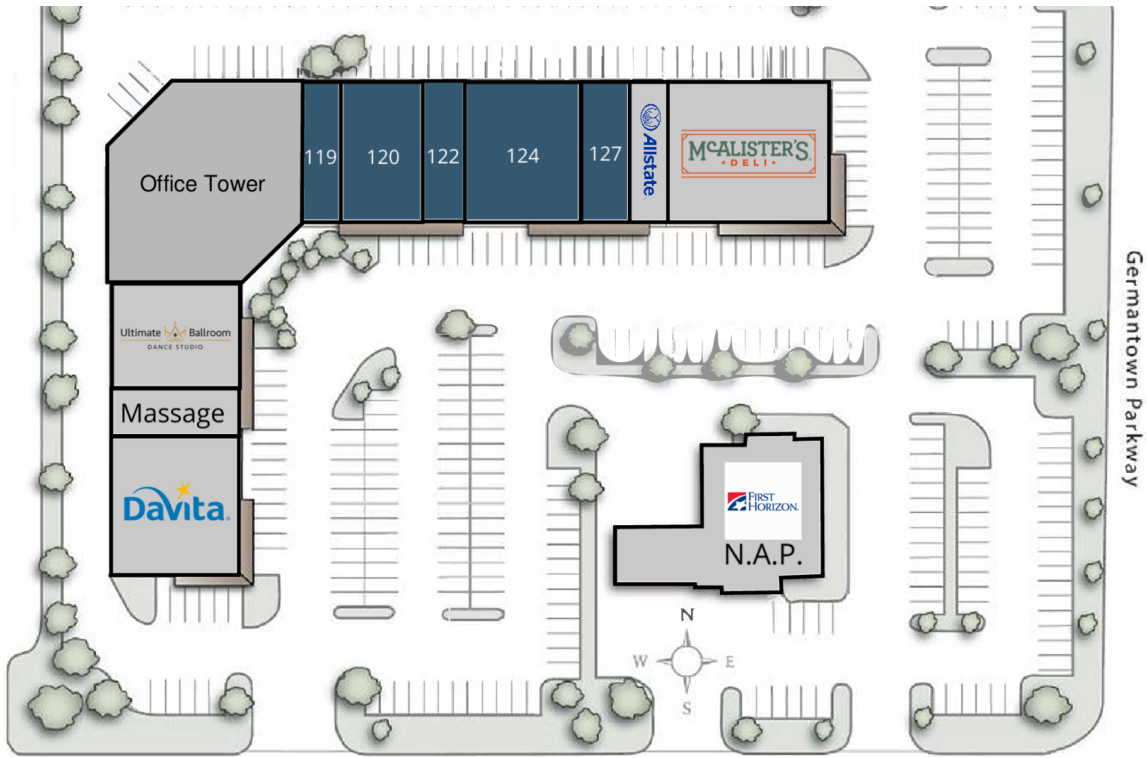 Office Tower
119
120
122
124
127
Allstate
McALISTER'S
DELI
Ultimate Ballroom
DANCE STUDIO
Massage
DaVita
FIRST
HORIZON
N.A.P.
N
W E
S
Germantown Parkway